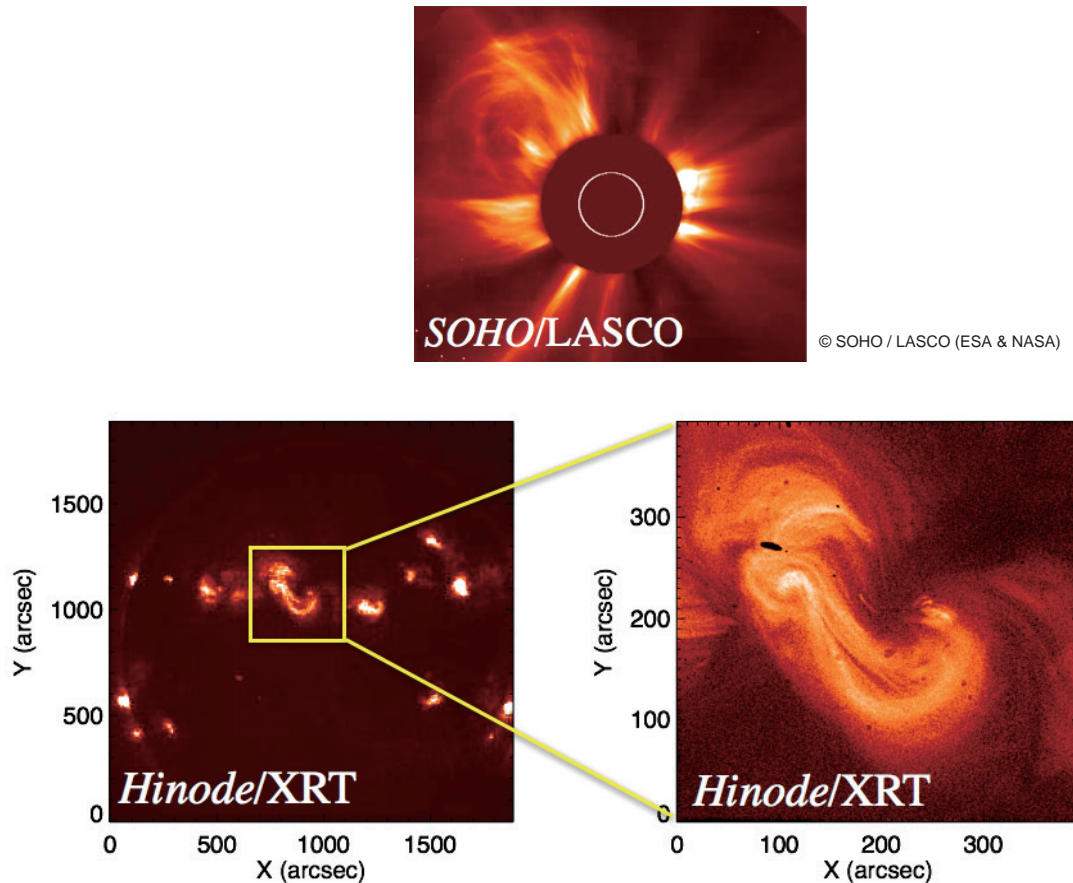 SOHO/LASCO
© SOHO / LASCO (ESA & NASA)
1500
1000
500
0
Y (arcsec)
0 500 1000 1500
X (arcsec)
Hinode/XRT
300
200
100
0
Y (arcsec)
0 100 200 300
X (arcsec)
Hinode/XRT